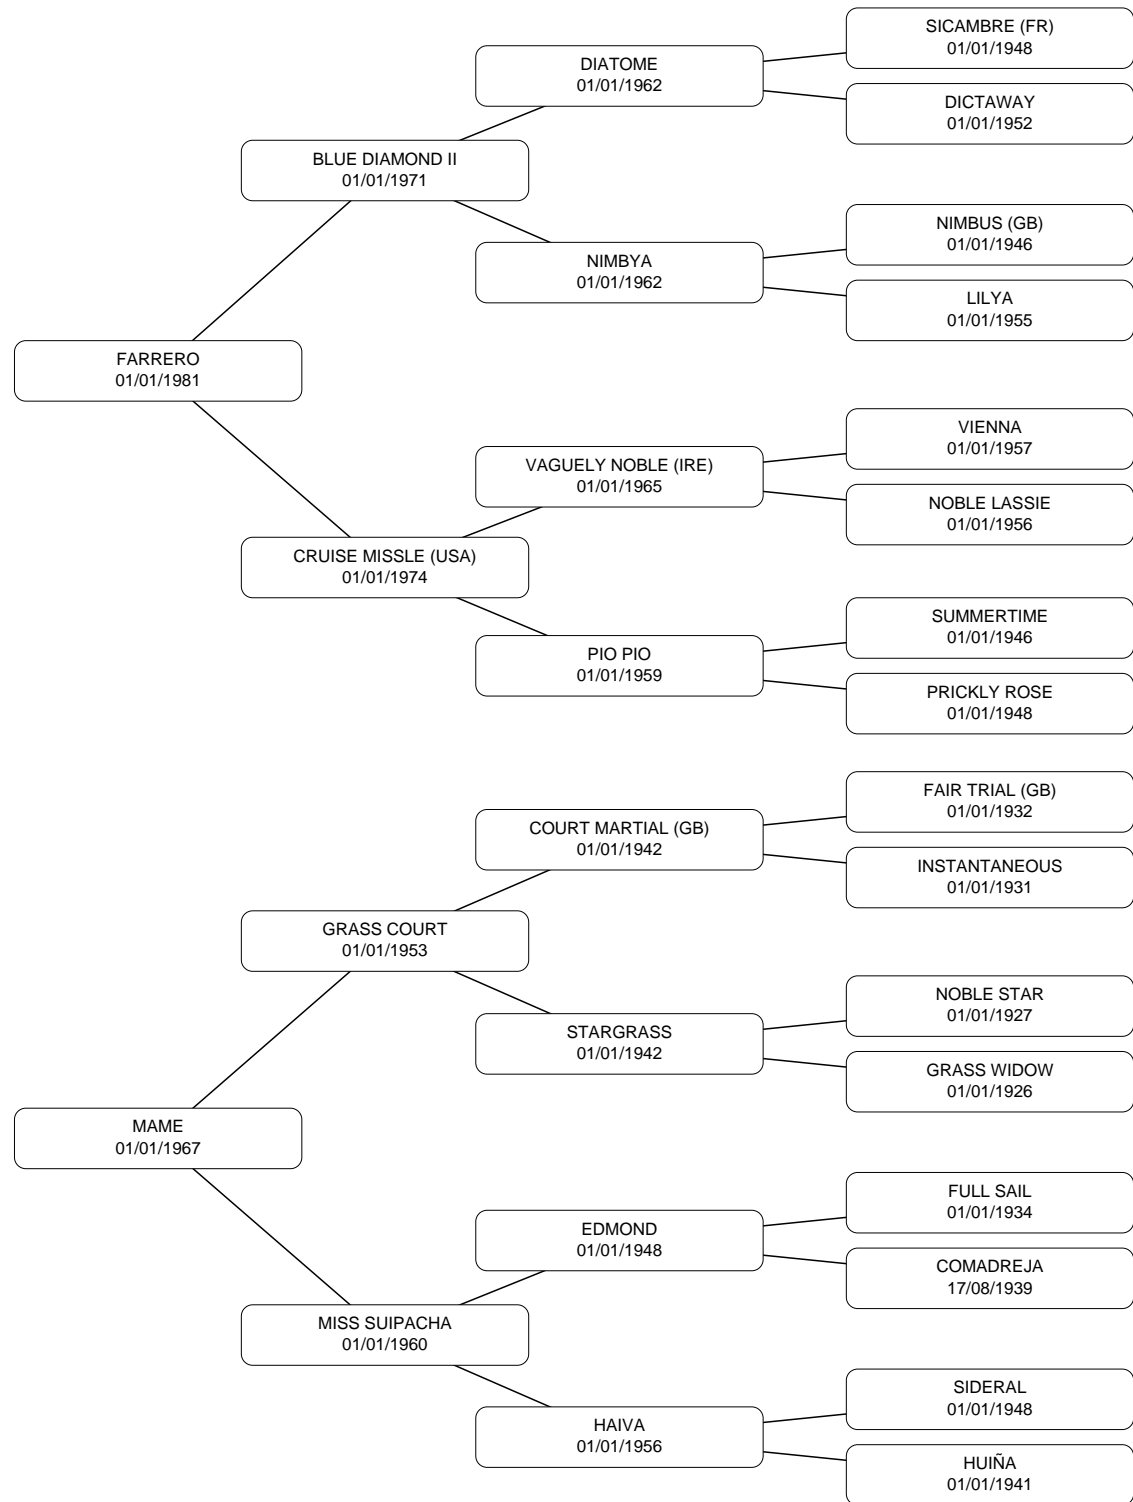 SICAMBRE (FR)
01/01/1948
DIATOME
01/01/1962
DICTAWAY
01/01/1952
BLUE DIAMOND II
01/01/1971
NIMBUS (GB)
01/01/1946
NIMBYA
01/01/1962
LILYA
01/01/1955
FARRERO
01/01/1981
VIENNA
01/01/1957
VAGUELY NOBLE (IRE)
01/01/1965
NOBLE LASSIE
01/01/1956
CRUISE MISSLE (USA)
01/01/1974
SUMMERTIME
01/01/1946
PIO PIO
01/01/1959
PRICKLY ROSE
01/01/1948
FAIR TRIAL (GB)
01/01/1932
COURT MARTIAL (GB)
01/01/1942
INSTANTANEOUS
01/01/1931
GRASS COURT
01/01/1953
NOBLE STAR
01/01/1927
STARGRASS
01/01/1942
GRASS WIDOW
01/01/1926
MAME
01/01/1967
FULL SAIL
01/01/1934
EDMOND
01/01/1948
COMADREJA
17/08/1939
MISS SUIPACHA
01/01/1960
SIDERAL
01/01/1948
HAIVA
01/01/1956
HUIÑA
01/01/1941